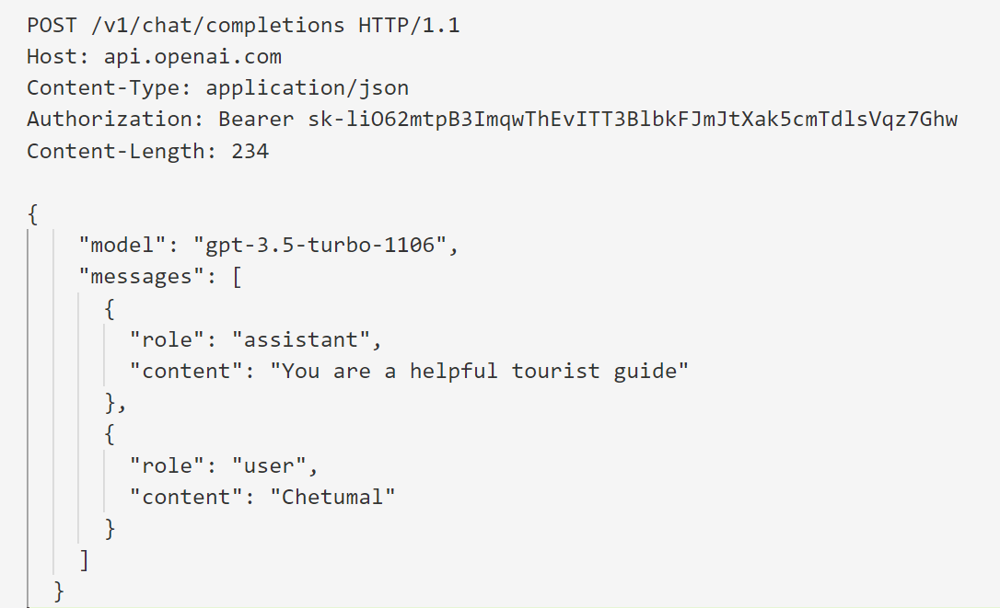 POST /v1/chat/completions HTTP/1.1
Host: api.openai.com
Content-Type: application/json
Authorization: Bearer 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
Content-Length: 234

{
    "model": "gpt-3.5-turbo-1106",
    "messages": [
      {
        "role": "assistant",
        "content": "You are a helpful tourist guide"
      },
      {
        "role": "user",
        "content": "Chetumal"
      }
    ]
  }